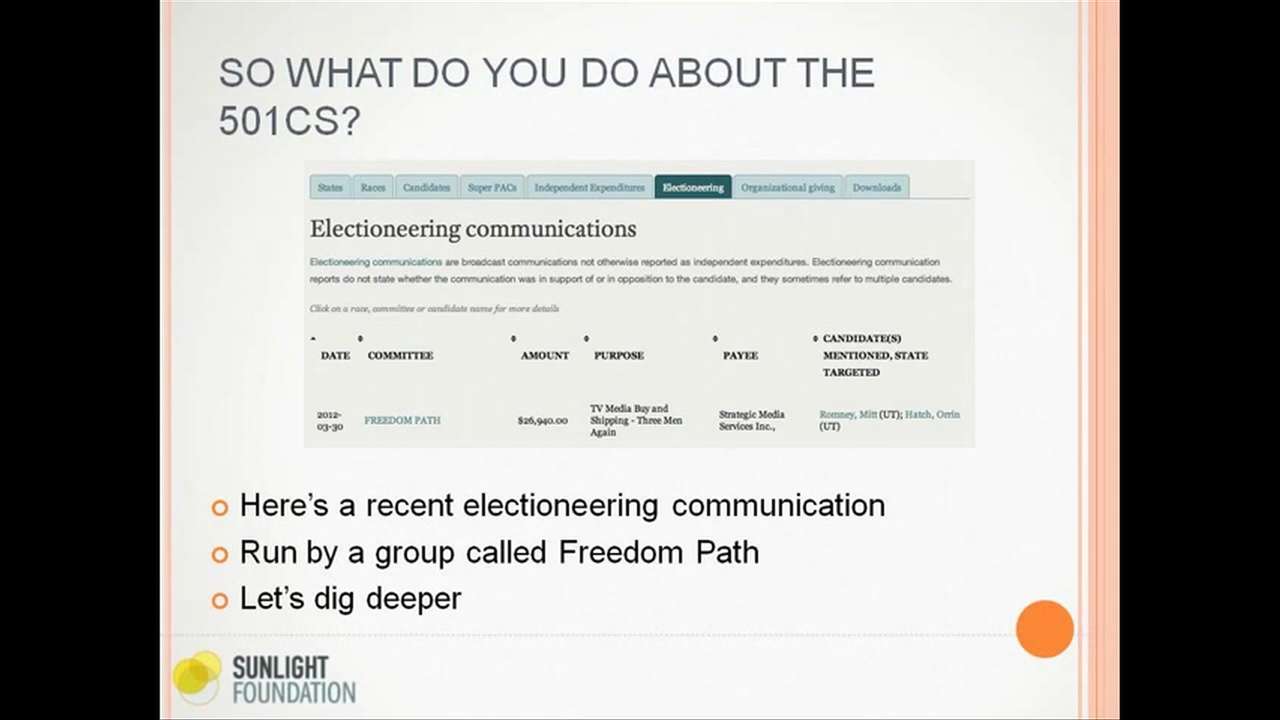 SO WHAT DO YOU DO ABOUT THE
501CS?
States Races Candidates Super PACs Independent Expenditures Electioneering Organizational giving Downloads
Electioneering communications
Electioneering communications are broadcast communications not otherwise reported as independent expenditures. Electioneering communication
reports do not state whether the communication was in support of or in opposition to the candidate, and they sometimes refer to multiple candidates.
Click on a race, committee or candidate name for more details
DATE COMMITTEE AMOUNT PURPOSE PAYEE CANDIDATE(S)
MENTIONED, STATE
TARGETED
2012-
03-30
FREEDOM PATH
$26,940.00
TV Media Buy and
Shipping - Three Men
Again
Strategic Media
Services Inc.,
Romney, Mitt (UT); Hatch, Orrin
(UT)
Here's a recent electioneering communication
Run by a group called Freedom Path
Let's dig deeper
SUNLIGHT
FOUNDATION